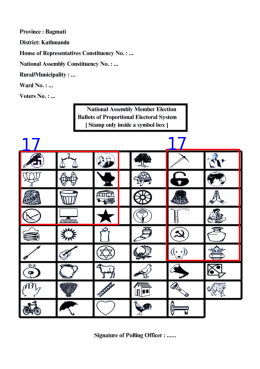 Province : Bagmati
District: Kathmandu
House of Representatives Constituency No. : ...
National Assembly Constituency No. : ...
Rural/Municipality : ...
Ward No. : ...
Voters No. : ...
National Assembly Member Election
Ballots of Proportional Electoral System
[ Stamp only inside a symbol box ]
17 17
Signature of Polling Officer : ......